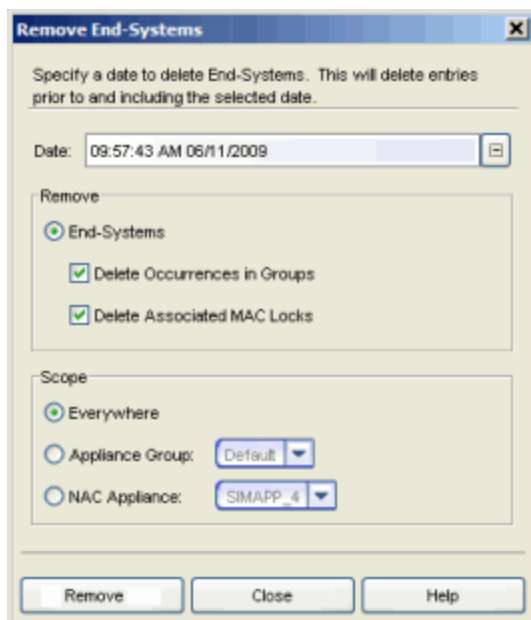 Remove End-Systems
Specify a date to delete End-Systems. This will delete entries
prior to and including the selected date.
Date: 09:57:43 AM 06/11/2009
Remove
End-Systems
Delete Occurrences in Groups
Delete Associated MAC Locks
Scope
Everywhere
Appliance Group: Default
NAC Appliance: SIMAPP_4
Remove Close Help